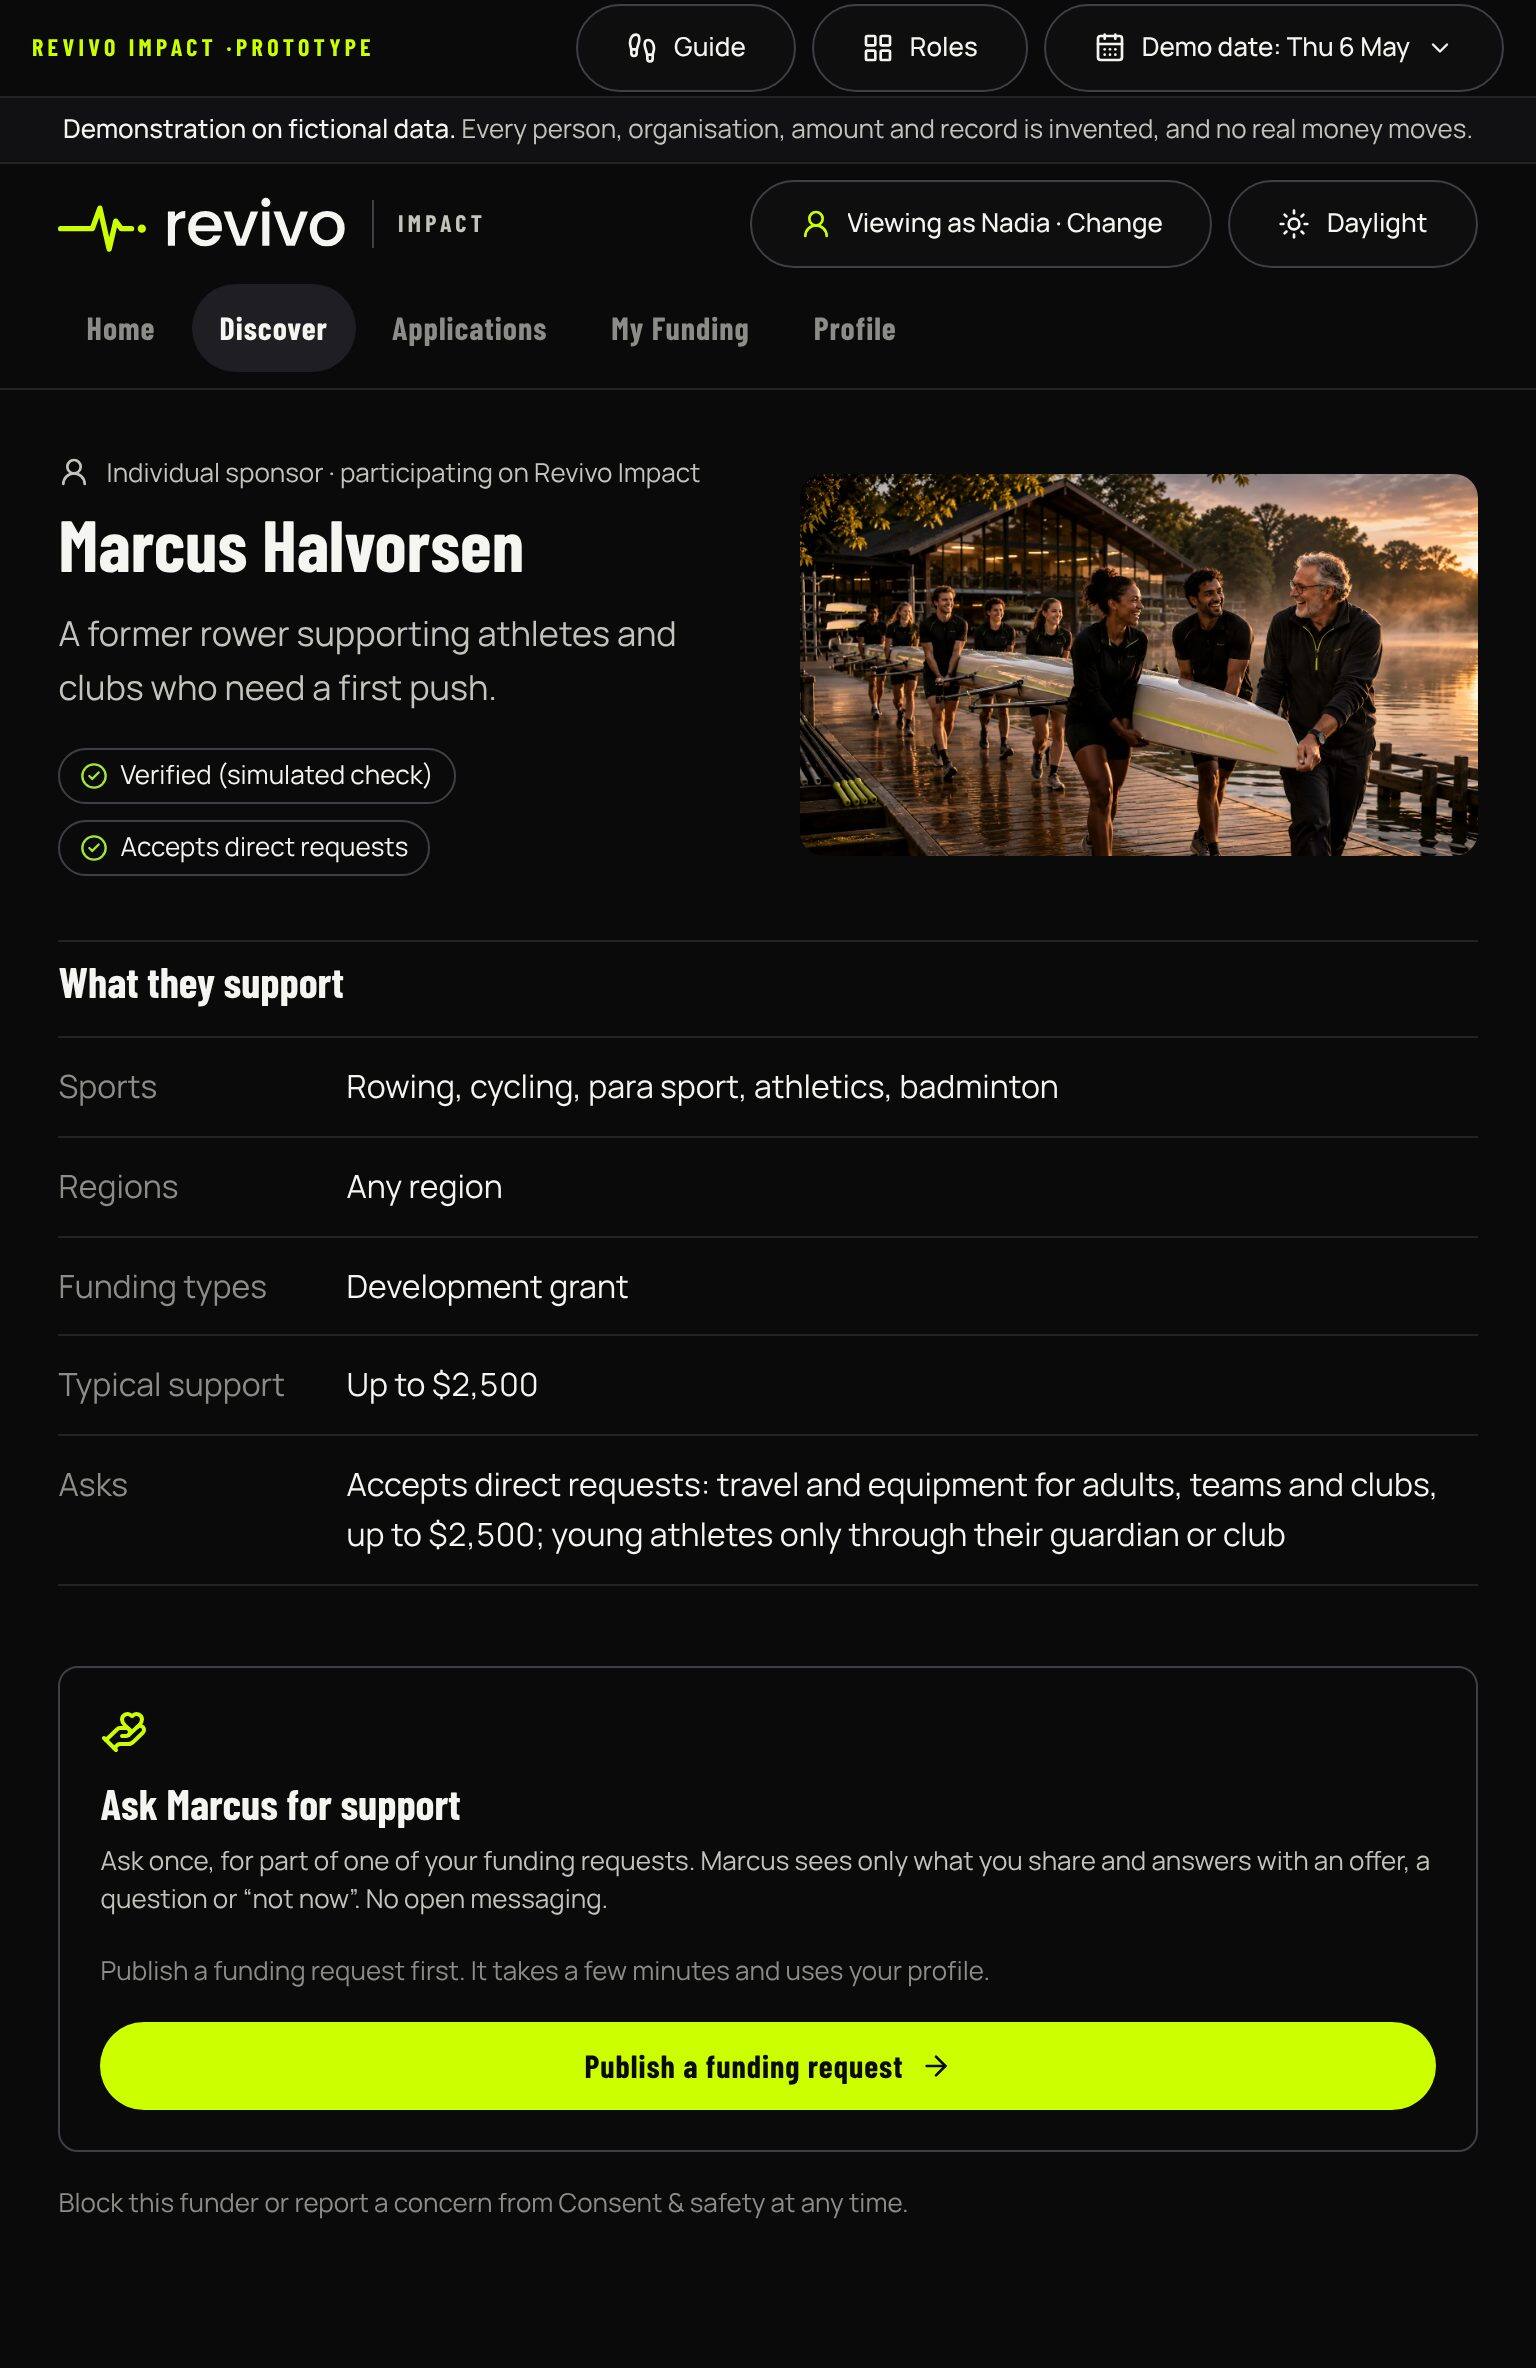 REVIVO IMPACT · PROTOTYPE
Guide
Roles
Demo date: Thu 6 May
Demonstration on fictional data. Every person, organisation, amount and record is invented, and no real money moves.
revivo
IMPACT
Viewing as Nadia · Change
Daylight
Home
Discover
Applications
My Funding
Profile
Individual sponsor · participating on Revivo Impact
Marcus Halvorsen
A former rower supporting athletes and
clubs who need a first push.
Verified (simulated check)
Accepts direct requests
What they support
Sports
Rowing, cycling, para sport, athletics, badminton
Regions
Any region
Funding types
Development grant
Typical support
Up to $2,500
Asks
Accepts direct requests: travel and equipment for adults, teams and clubs,
up to $2,500; young athletes only through their guardian or club
Ask Marcus for support
Ask once, for part of one of your funding requests. Marcus sees only what you share and answers with an offer, a
question or “not now”. No open messaging.
Publish a funding request first. It takes a few minutes and uses your profile.
Publish a funding request
Block this funder or report a concern from Consent & safety at any time.